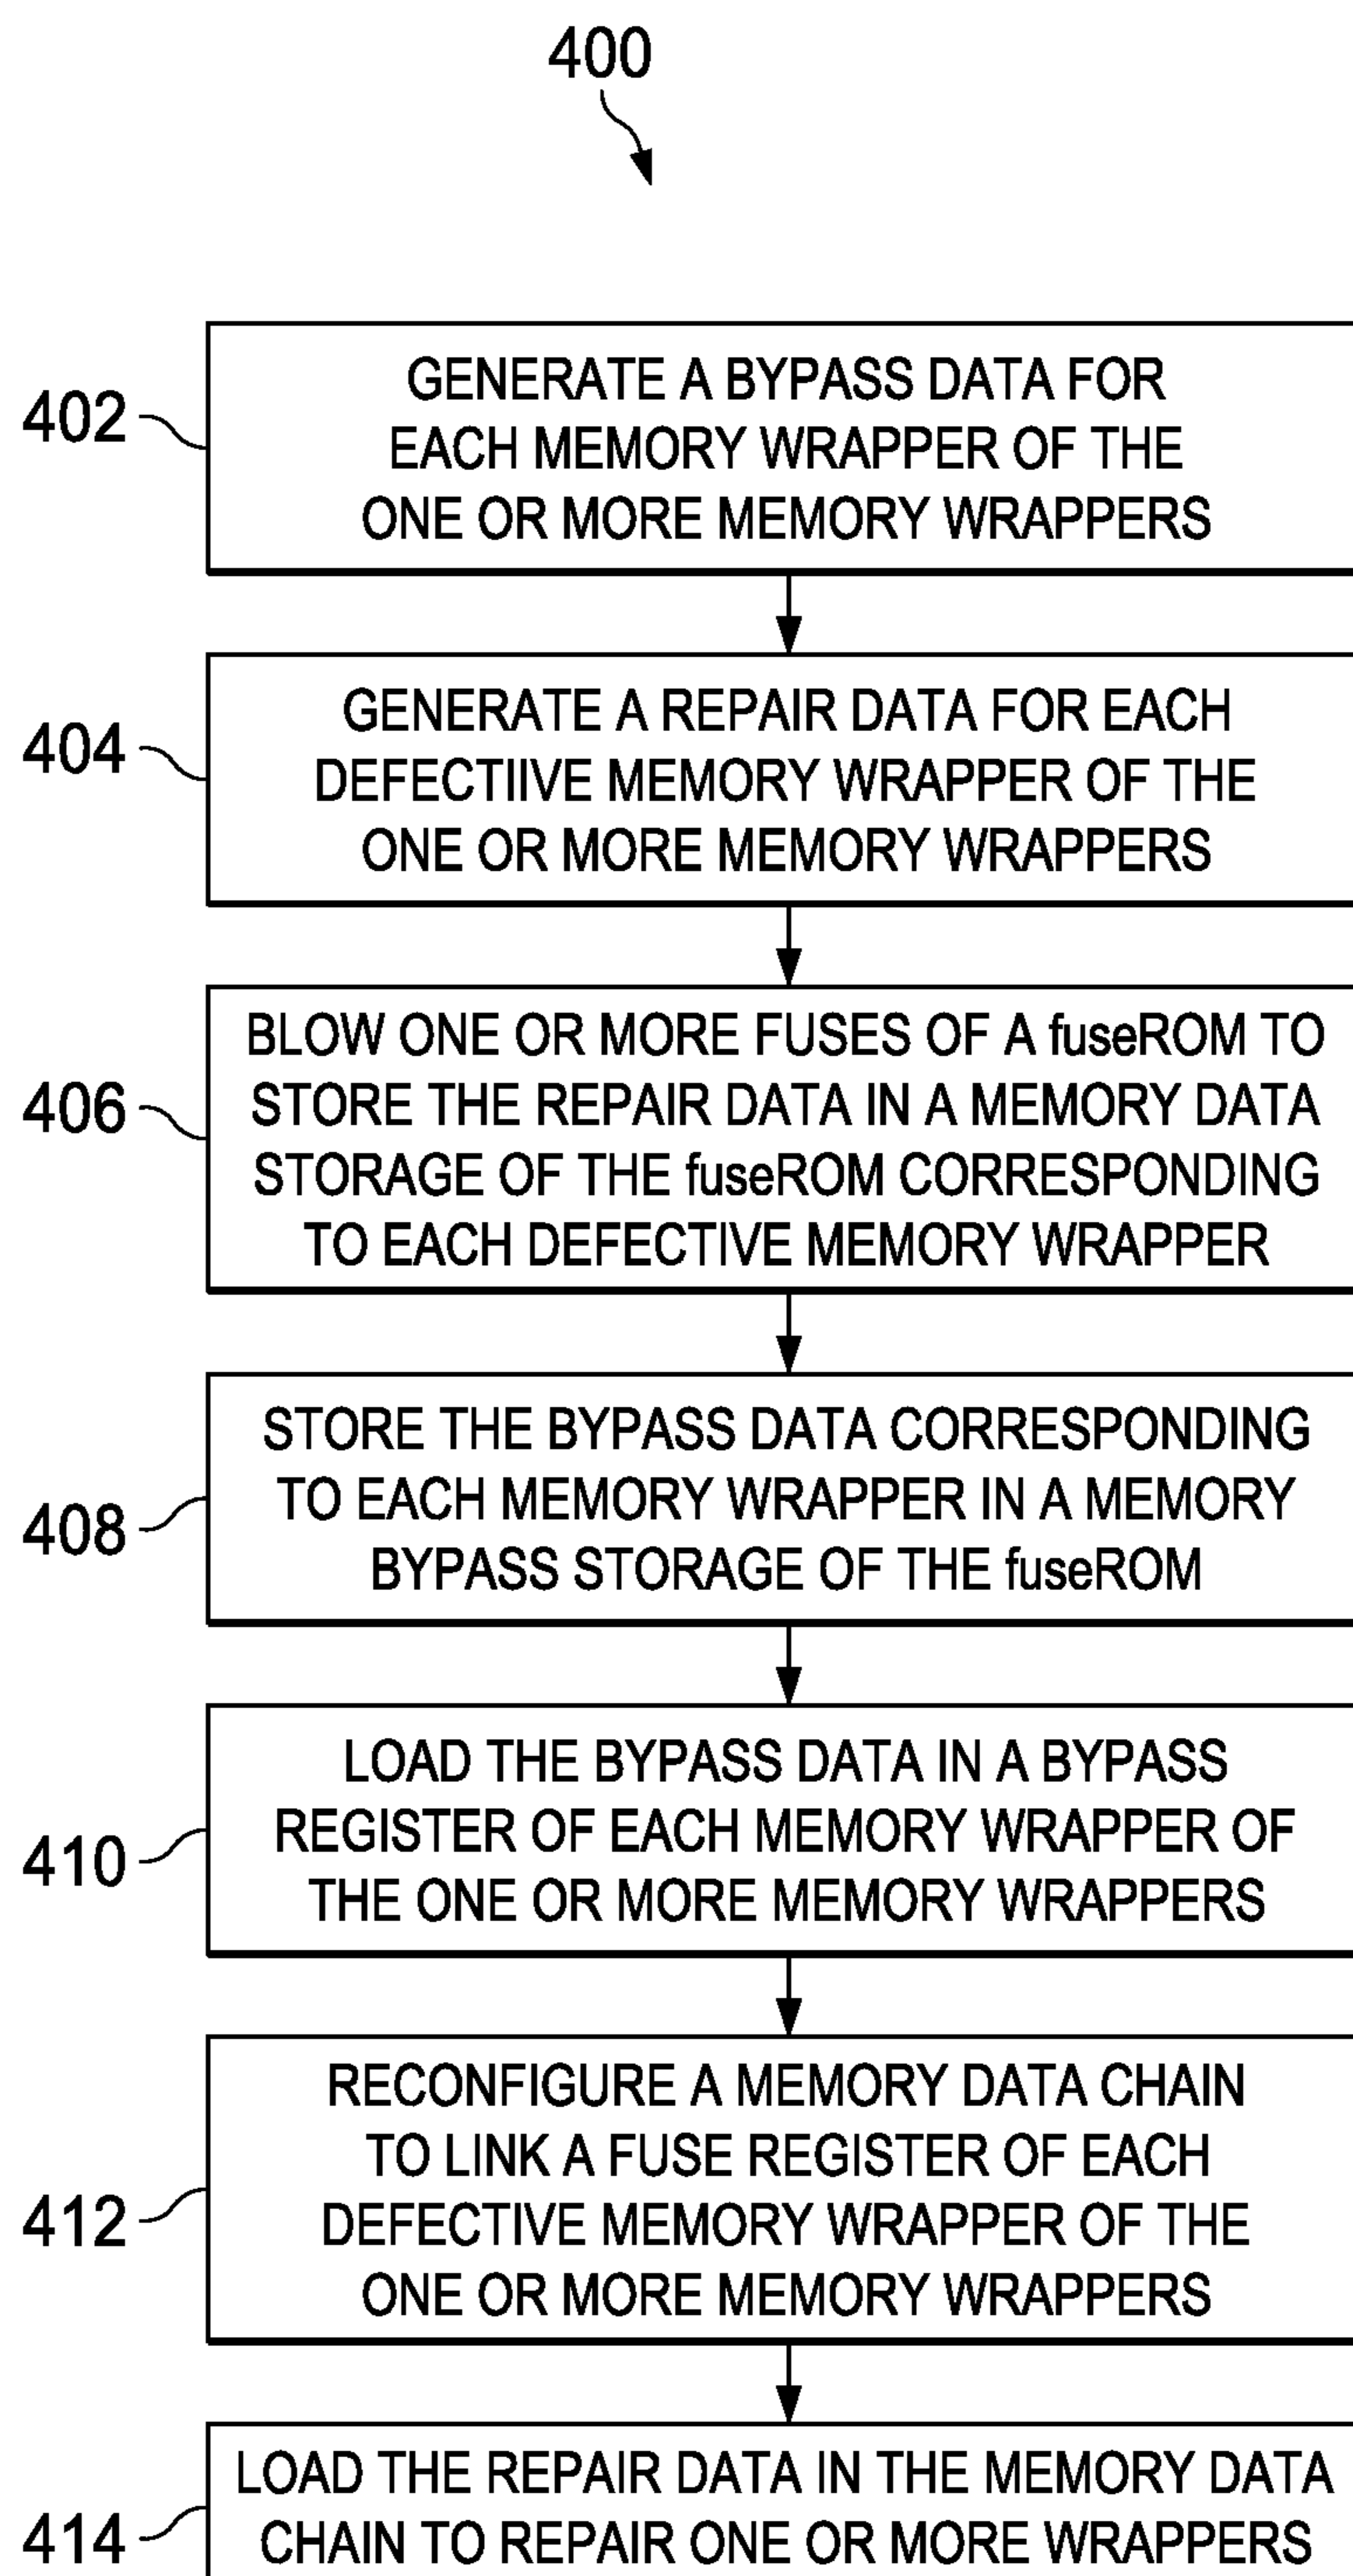 400
402
GENERATE A BYPASS DATA FOR
EACH MEMORY WRAPPER OF THE
ONE OR MORE MEMORY WRAPPERS
404
GENERATE A REPAIR DATA FOR EACH
DEFECTIIVE MEMORY WRAPPER OF THE
ONE OR MORE MEMORY WRAPPERS
406
BLOW ONE OR MORE FUSES OF A fuseROM TO
STORE THE REPAIR DATA IN A MEMORY DATA
STORAGE OF THE fuseROM CORRESPONDING
TO EACH DEFECTIVE MEMORY WRAPPER
408
STORE THE BYPASS DATA CORRESPONDING
TO EACH MEMORY WRAPPER IN A MEMORY
BYPASS STORAGE OF THE fuseROM
410
LOAD THE BYPASS DATA IN A BYPASS
REGISTER OF EACH MEMORY WRAPPER OF
THE ONE OR MORE MEMORY WRAPPERS
412
RECONFIGURE A MEMORY DATA CHAIN
TO LINK A FUSE REGISTER OF EACH
DEFECTIVE MEMORY WRAPPER OF THE
ONE OR MORE MEMORY WRAPPERS
414
LOAD THE REPAIR DATA IN THE MEMORY DATA
CHAIN TO REPAIR ONE OR MORE WRAPPERS